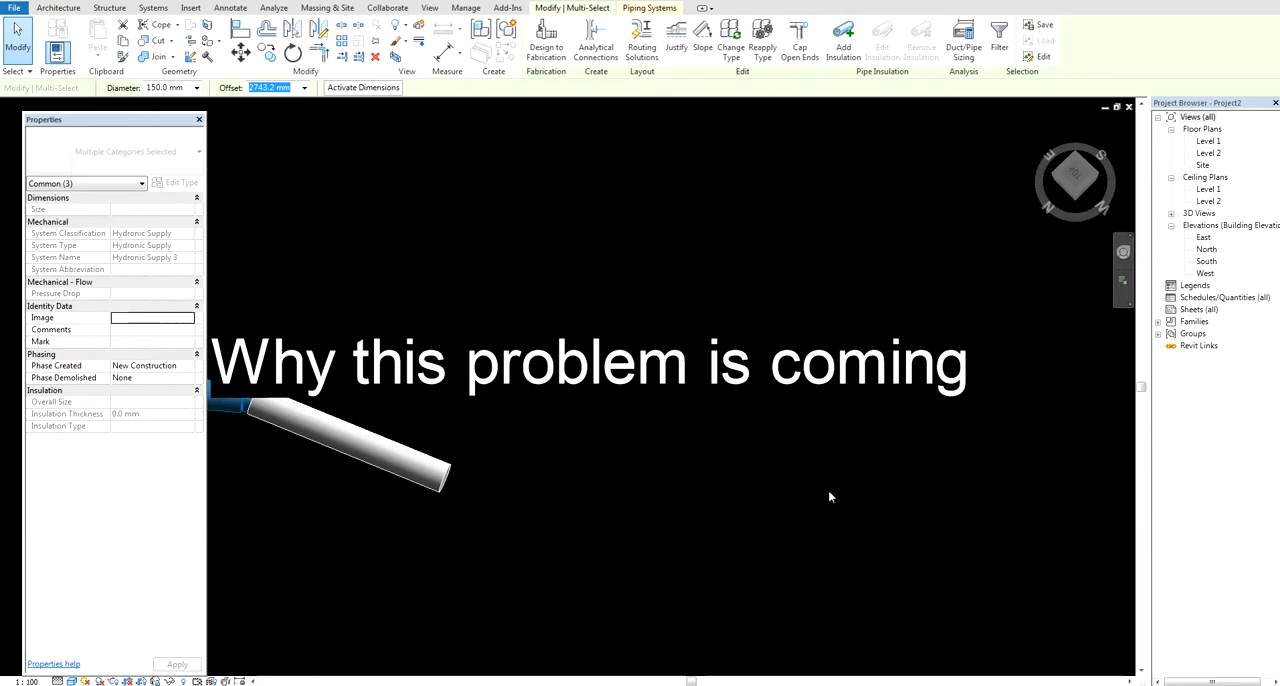 File Architecture Structure Systems Insert Annotate Analyze Massing & Site Collaborate View Manage Add-Ins Modify | Multi-Select Piping Systems
Modify
Paste
Cope
Cut
Join
Design to Fabrication
Analytical Connections
Routing Solutions
Justify
Slope
Change Type
Reapply Type
Cap Open Ends
Add Insulation
Edit Insulation
Remove Insulation
Duct/Pipe Sizing
Filter
Save
Load
Edit
Select Properties Clipboard Geometry Modify View Measure Create Fabrication Create Layout Edit Pipe Insulation Analysis Selection
Modify | Multi-Select Diameter: 150.0 mm Offset: 2743.2 mm Activate Dimensions
Properties
Multiple Categories Selected
Common (3) Edit Type
Dimensions
Size
Mechanical
System Classification Hydronic Supply
System Type Hydronic Supply
System Name Hydronic Supply 3
System Abbreviation
Mechanical - Flow
Pressure Drop
Identity Data
Image
Comments
Mark
Phasing
Phase Created New Construction
Phase Demolished None
Insulation
Overall Size
Insulation Thickness 0.0 mm
Insulation Type
Properties help Apply
1 : 100
Why this problem is coming
TOP
E
S
N
W
Project Browser - Project2
Views (all)
Floor Plans
Level 1
Level 2
Site
Ceiling Plans
Level 1
Level 2
3D Views
Elevations (Building Elevatio
East
North
South
West
Legends
Schedules/Quantities (all)
Sheets (all)
Families
Groups
Revit Links